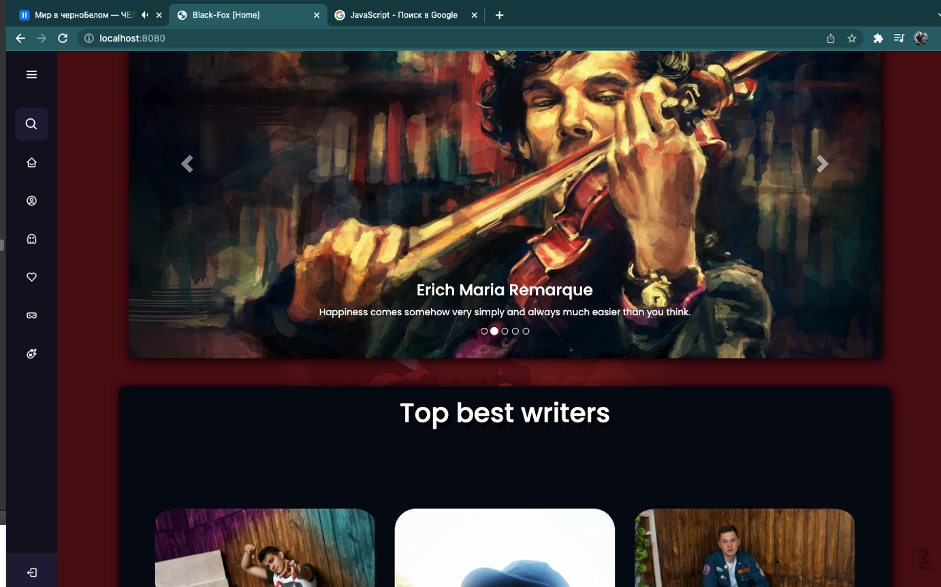 Мир в черноБелом — ЧЕЛ
Black-Fox [Home]
JavaScript - Поиск в Google
localhost:8080
Erich Maria Remarque
Happiness comes somehow very simply and always much easier than you think.
Top best writers